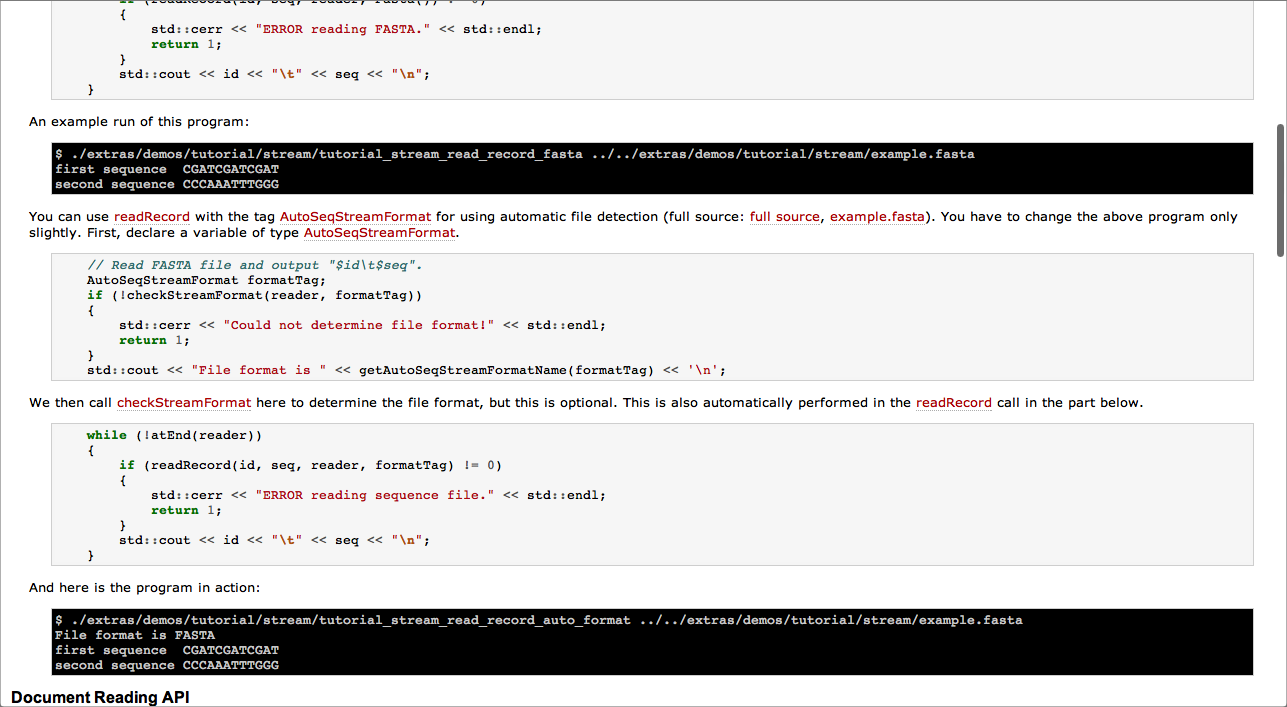 {
std::cerr << "ERROR reading FASTA." << std::endl;
return 1;
}
std::cout << id << "\t" << seq << "\n";
}
An example run of this program:
$ ./extras/demos/tutorial/stream/tutorial_stream_read_record_fasta ../../extras/demos/tutorial/stream/example.fasta
first sequence  CGATCGATCGAT
second sequence CCCAAATTTGGG
You can use readRecord with the tag AutoSeqStreamFormat for using automatic file detection (full source: full source, example.fasta). You have to change the above program only
slightly. First, declare a variable of type AutoSeqStreamFormat.
// Read FASTA file and output "$id\t$seq".
AutoSeqStreamFormat formatTag;
if (!checkStreamFormat(reader, formatTag))
{
std::cerr << "Could not determine file format!" << std::endl;
return 1;
}
std::cout << "File format is " << getAutoSeqStreamFormatName(formatTag) << '\n';
We then call checkStreamFormat here to determine the file format, but this is optional. This is also automatically performed in the readRecord call in the part below.
while (!atEnd(reader))
{
if (readRecord(id, seq, reader, formatTag) != 0)
{
std::cerr << "ERROR reading sequence file." << std::endl;
return 1;
}
std::cout << id << "\t" << seq << "\n";
}
And here is the program in action:
$ ./extras/demos/tutorial/stream/tutorial_stream_read_record_auto_format ../../extras/demos/tutorial/stream/example.fasta
File format is FASTA
first sequence  CGATCGATCGAT
second sequence CCCAAATTTGGG
Document Reading API